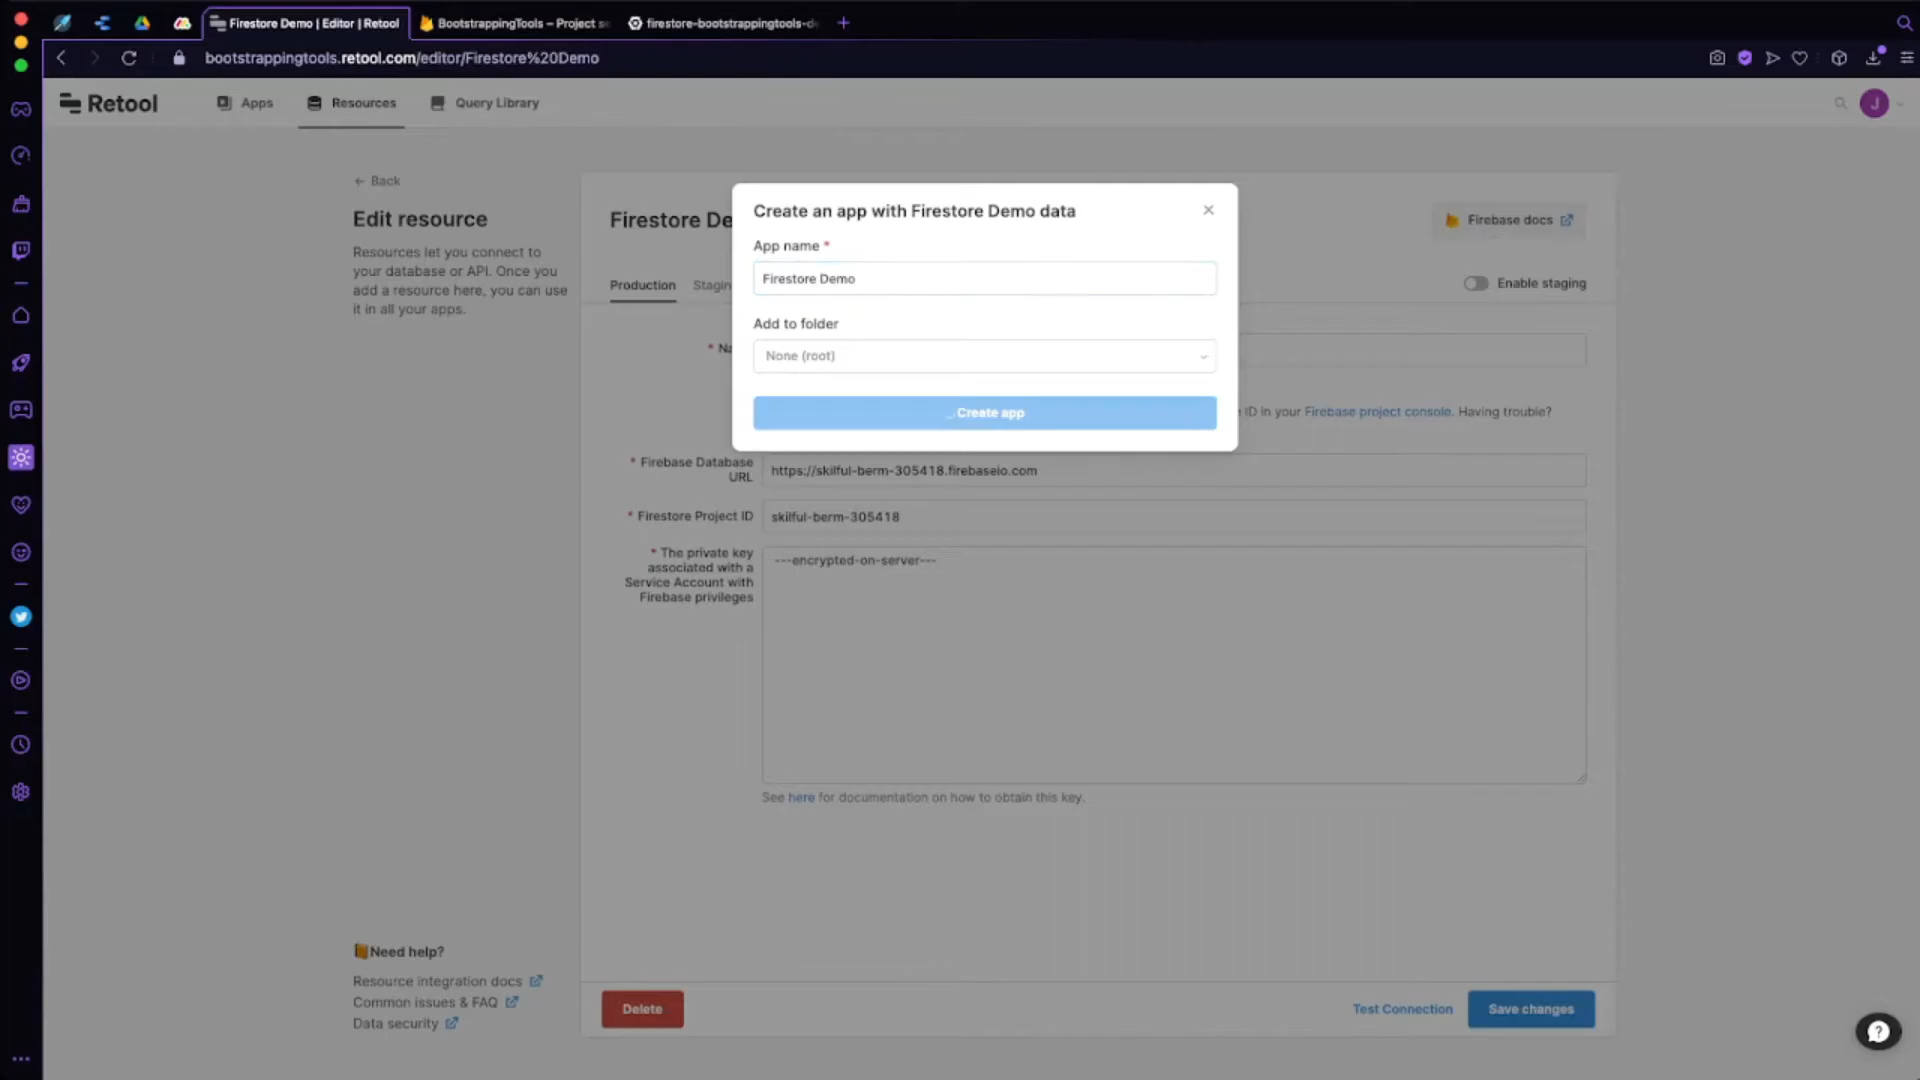 Firestore Demo | Editor | Retool
BootstrappingTools – Project se
firestore-bootstrappingtools-de
bootstrappingtools.retool.com/editor/Firestore%20Demo
Retool
Apps
Resources
Query Library
J
← Back
Edit resource
Resources let you connect to
your database or API. Once you
add a resource here, you can use
it in all your apps.
Firestore De
Firebase docs
Production
Stagin
Enable staging
Create an app with Firestore Demo data
App name *
Firestore Demo
Add to folder
None (root)
Create app
* Na
ID in your Firebase project console. Having trouble?
* Firebase Database
URL
https://skilful-berm-305418.firebaseio.com
* Firestore Project ID
skilful-berm-305418
* The private key
associated with a
Service Account with
Firebase privileges
---encrypted-on-server---
See here for documentation on how to obtain this key.
Need help?
Resource integration docs
Common issues & FAQ
Data security
Delete
Test Connection
Save changes